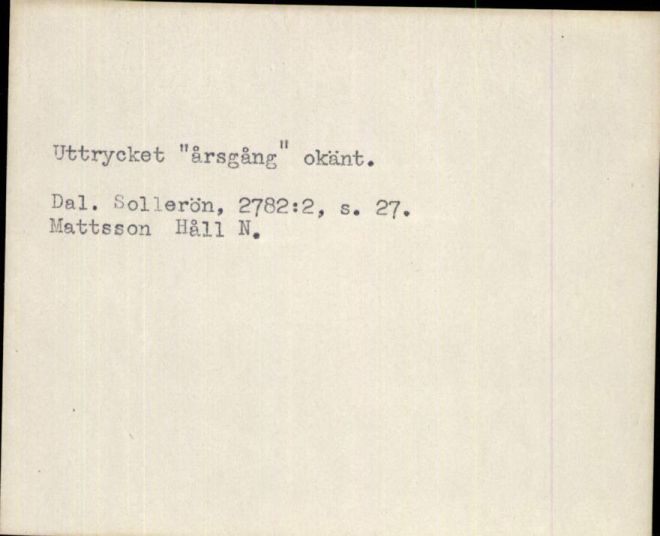 Uttrycket "årsgång" okänt.
Dal. Sollerön, 2782:2, s. 27.
Mattsson Håll N.